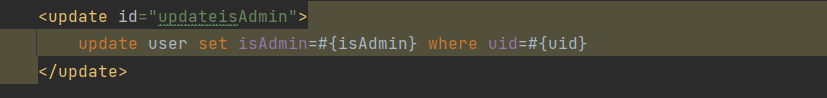 <update id="updateisAdmin">
update user set isAdmin=#{isAdmin} where uid=#{uid}
</update>